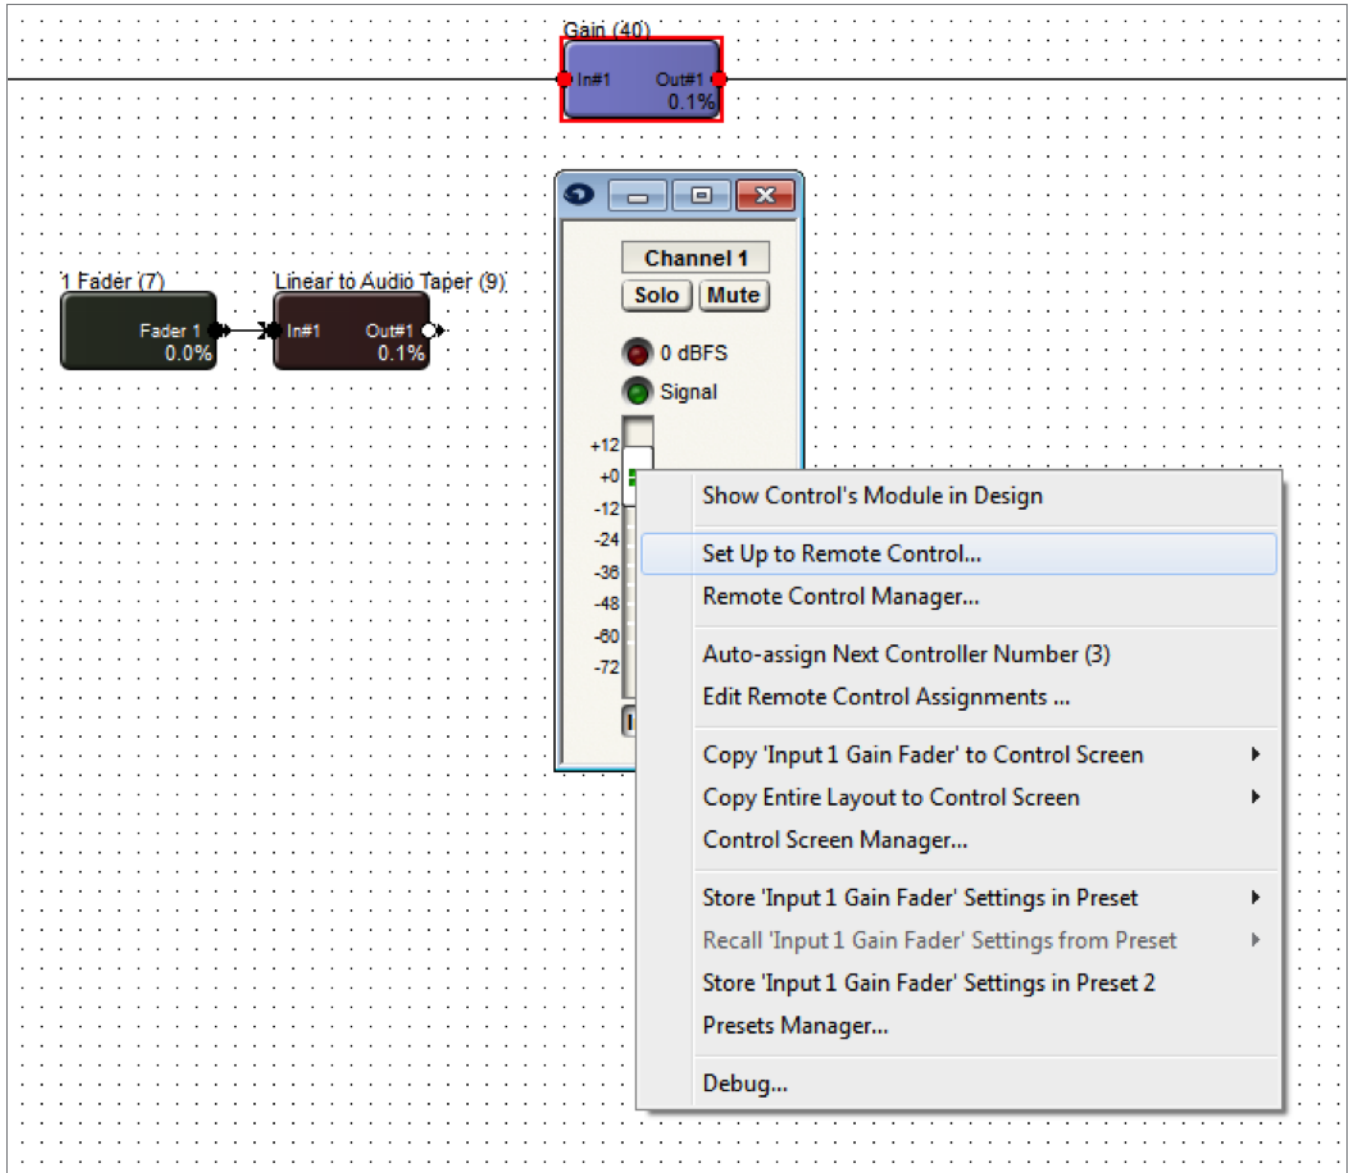 Gain (40)
In#1 Out#1
0.1%
Channel 1
Solo Mute
1 Fader (7) Linear to Audio Taper (9)
Fader 1 In#1 Out#1
0.0% 0.1%
0 dBFS
Signal
+12
+0
-12
-24
-36
-48
-60
-72
Show Control's Module in Design
Set Up to Remote Control...
Remote Control Manager...
Auto-assign Next Controller Number (3)
Edit Remote Control Assignments ...
Copy 'Input 1 Gain Fader' to Control Screen
Copy Entire Layout to Control Screen
Control Screen Manager...
Store 'Input 1 Gain Fader' Settings in Preset
Recall 'Input 1 Gain Fader' Settings from Preset
Store 'Input 1 Gain Fader' Settings in Preset 2
Presets Manager...
Debug...